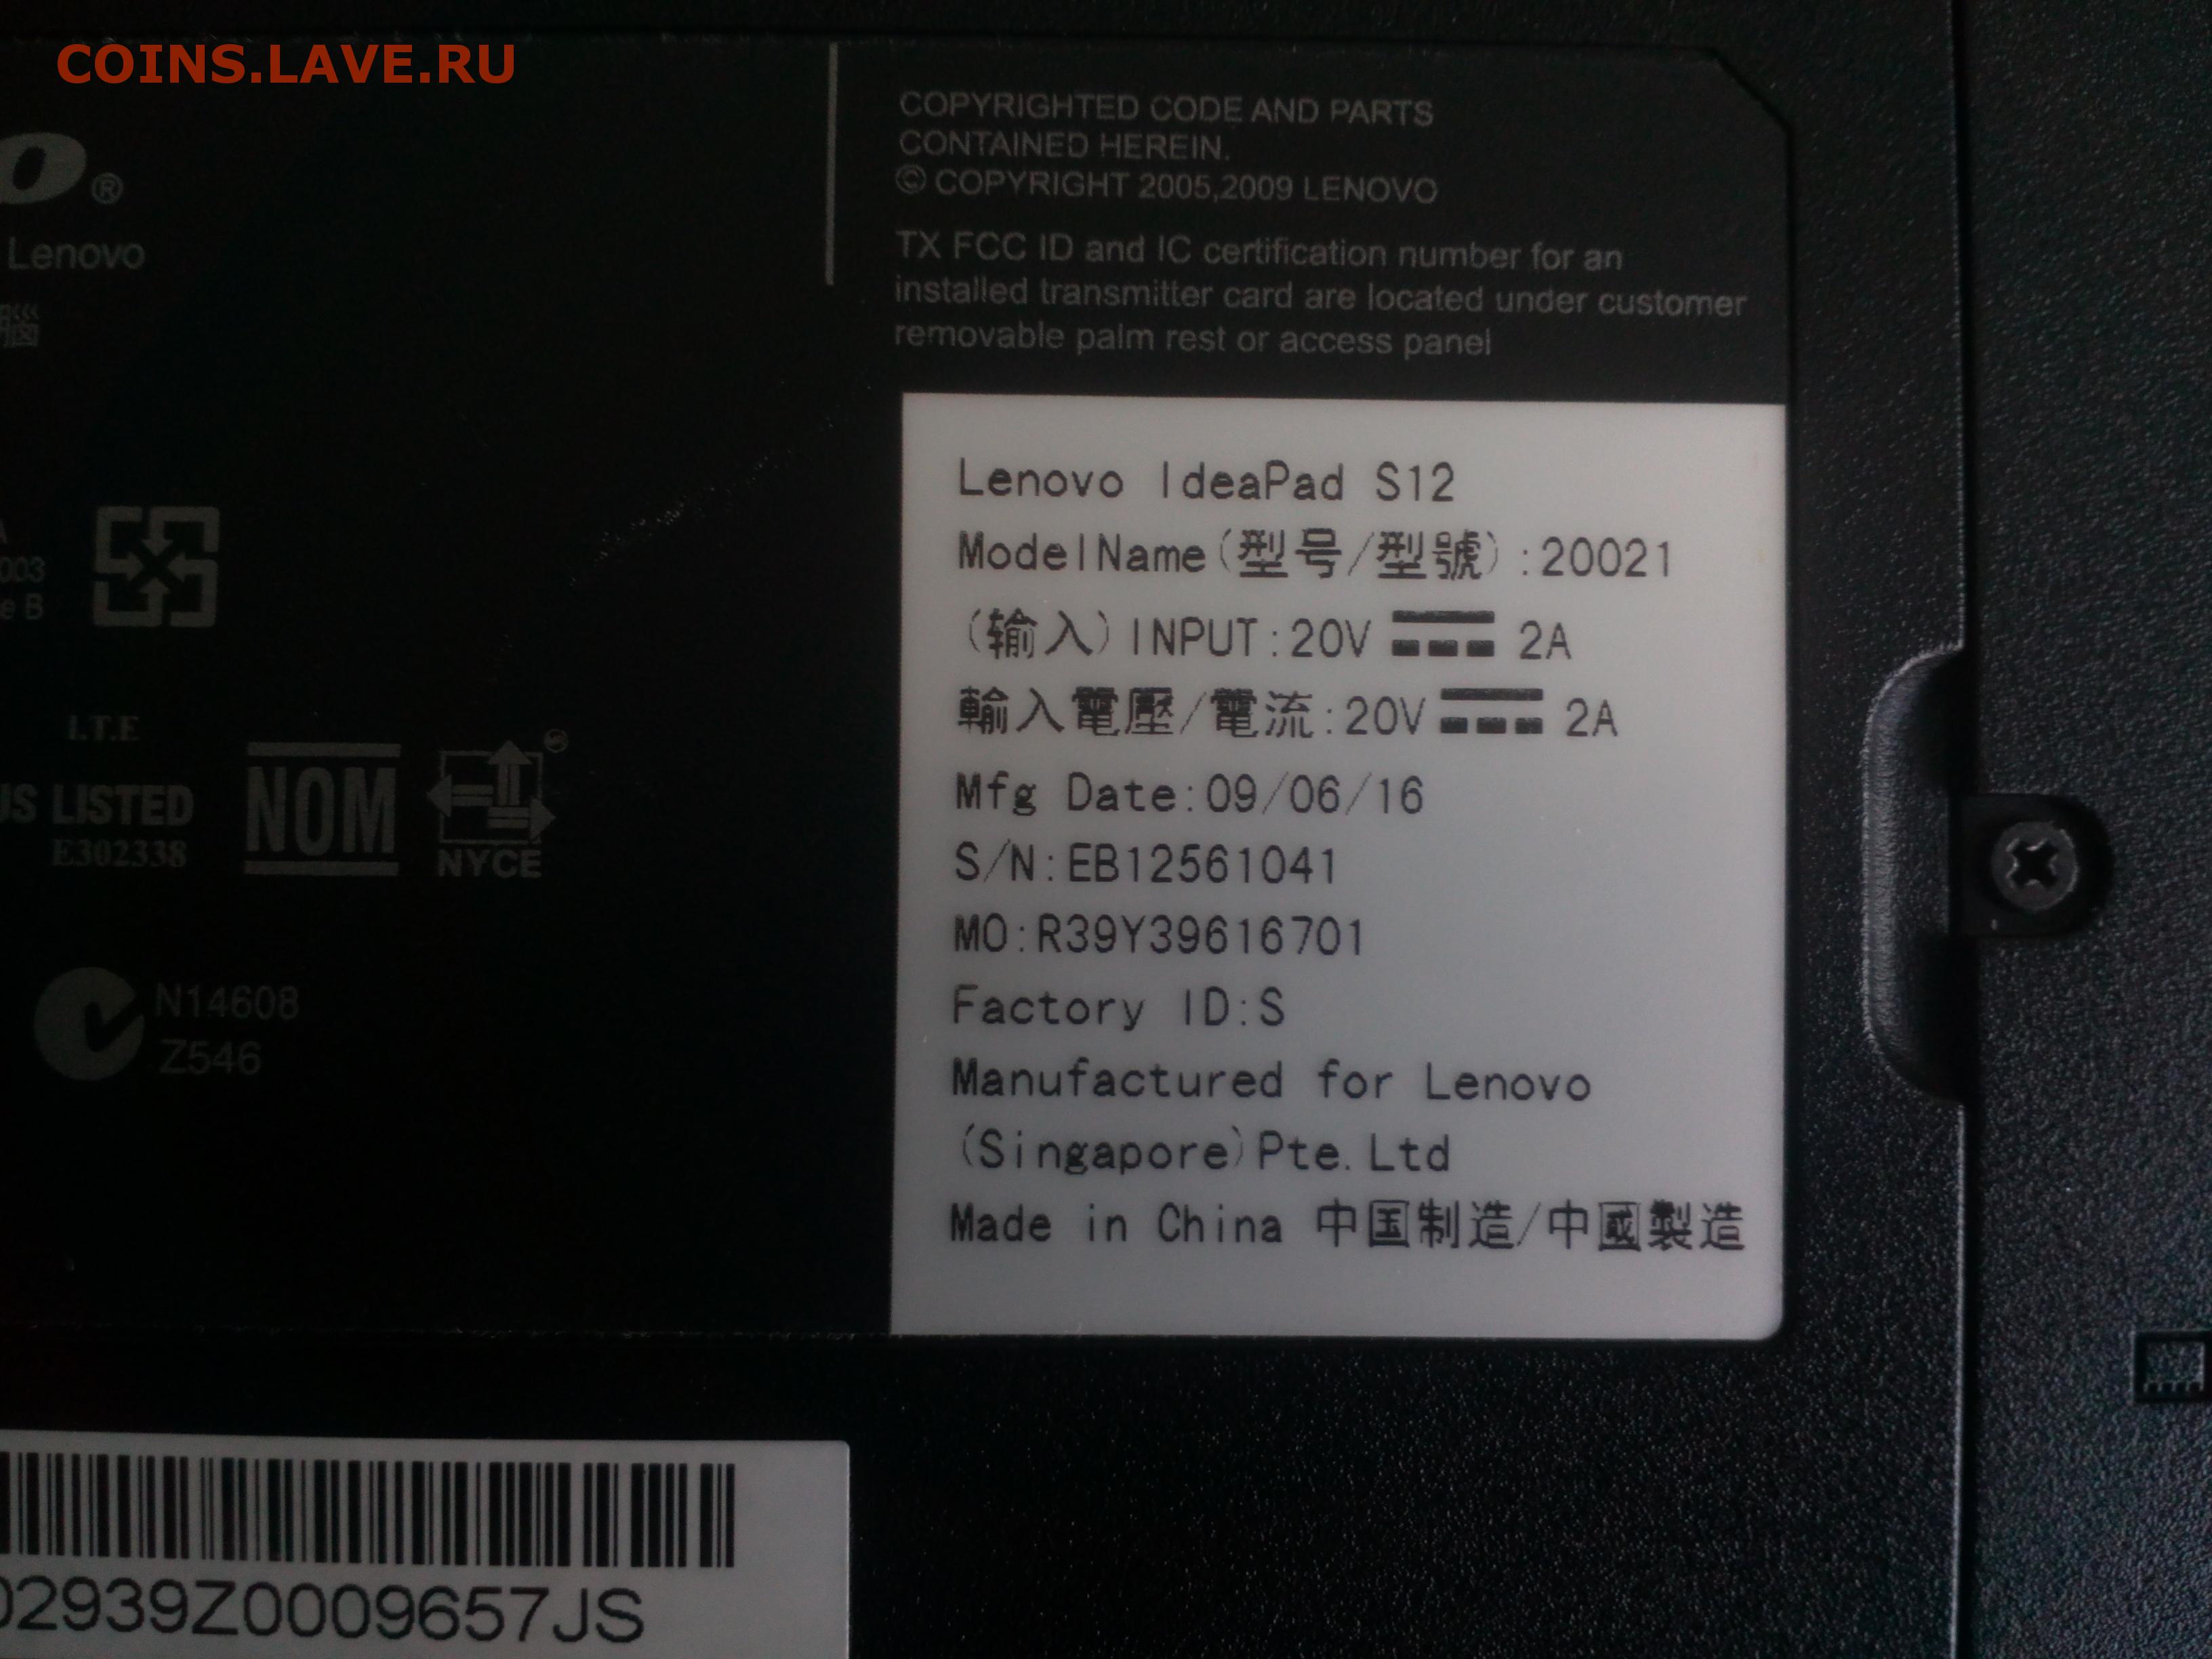 COINS.LAVE.RU
COPYRIGHTED CODE AND PARTS
CONTAINED HEREIN.
© COPYRIGHT 2005,2009 LENOVO
®
Lenovo
TX FCC ID and IC certification number for an
installed transmitter card are located under customer
removable palm rest or access panel
Lenovo IdeaPad S12
ModelName(型号/型號):20021
(输入)INPUT:20V 2A
輸入電壓/電流:20V 2A
Mfg Date:09/06/16
S/N:EB12561041
MO:R39Y39616701
Factory ID:S
Manufactured for Lenovo
(Singapore)Pte.Ltd
Made in China 中国制造/中國製造
003
e B
I.T.E
US LISTED
E302338
NOM
NYCE
N14608
Z546
02939Z0009657JS